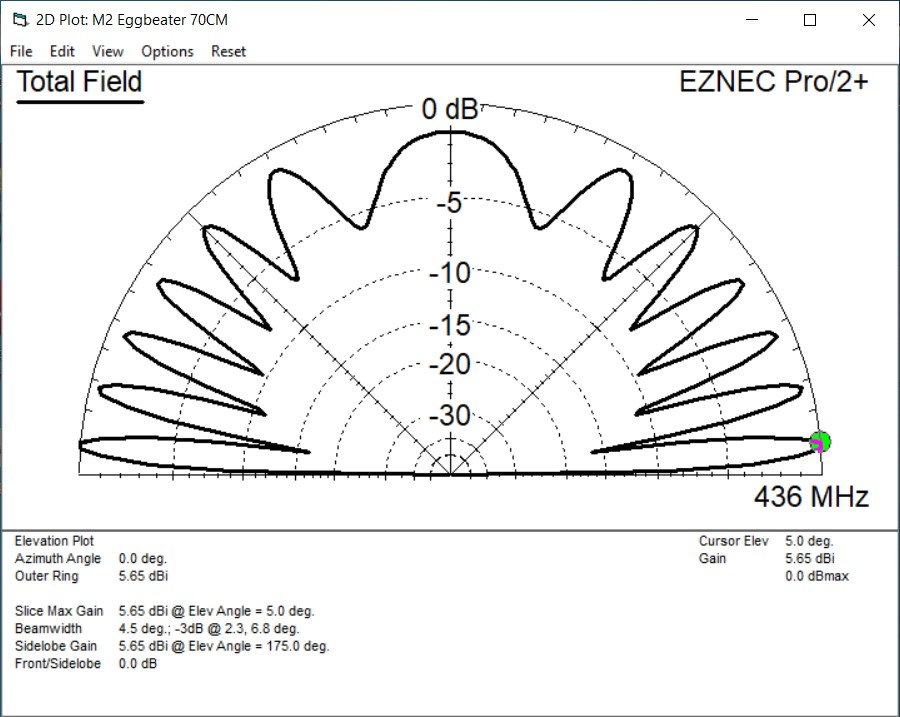 2D Plot: M2 Eggbeater 70CM
File Edit View Options Reset
Total Field
EZNEC Pro/2+
0 dB
-5
-10
-15
-20
-30
436 MHz
Elevation Plot
Azimuth Angle 0.0 deg.
Outer Ring 5.65 dBi
Cursor Elev 5.0 deg.
Gain 5.65 dBi
0.0 dBmax
Slice Max Gain 5.65 dBi @ Elev Angle = 5.0 deg.
Beamwidth 4.5 deg.; -3dB @ 2.3, 6.8 deg.
Sidelobe Gain 5.65 dBi @ Elev Angle = 175.0 deg.
Front/Sidelobe 0.0 dB